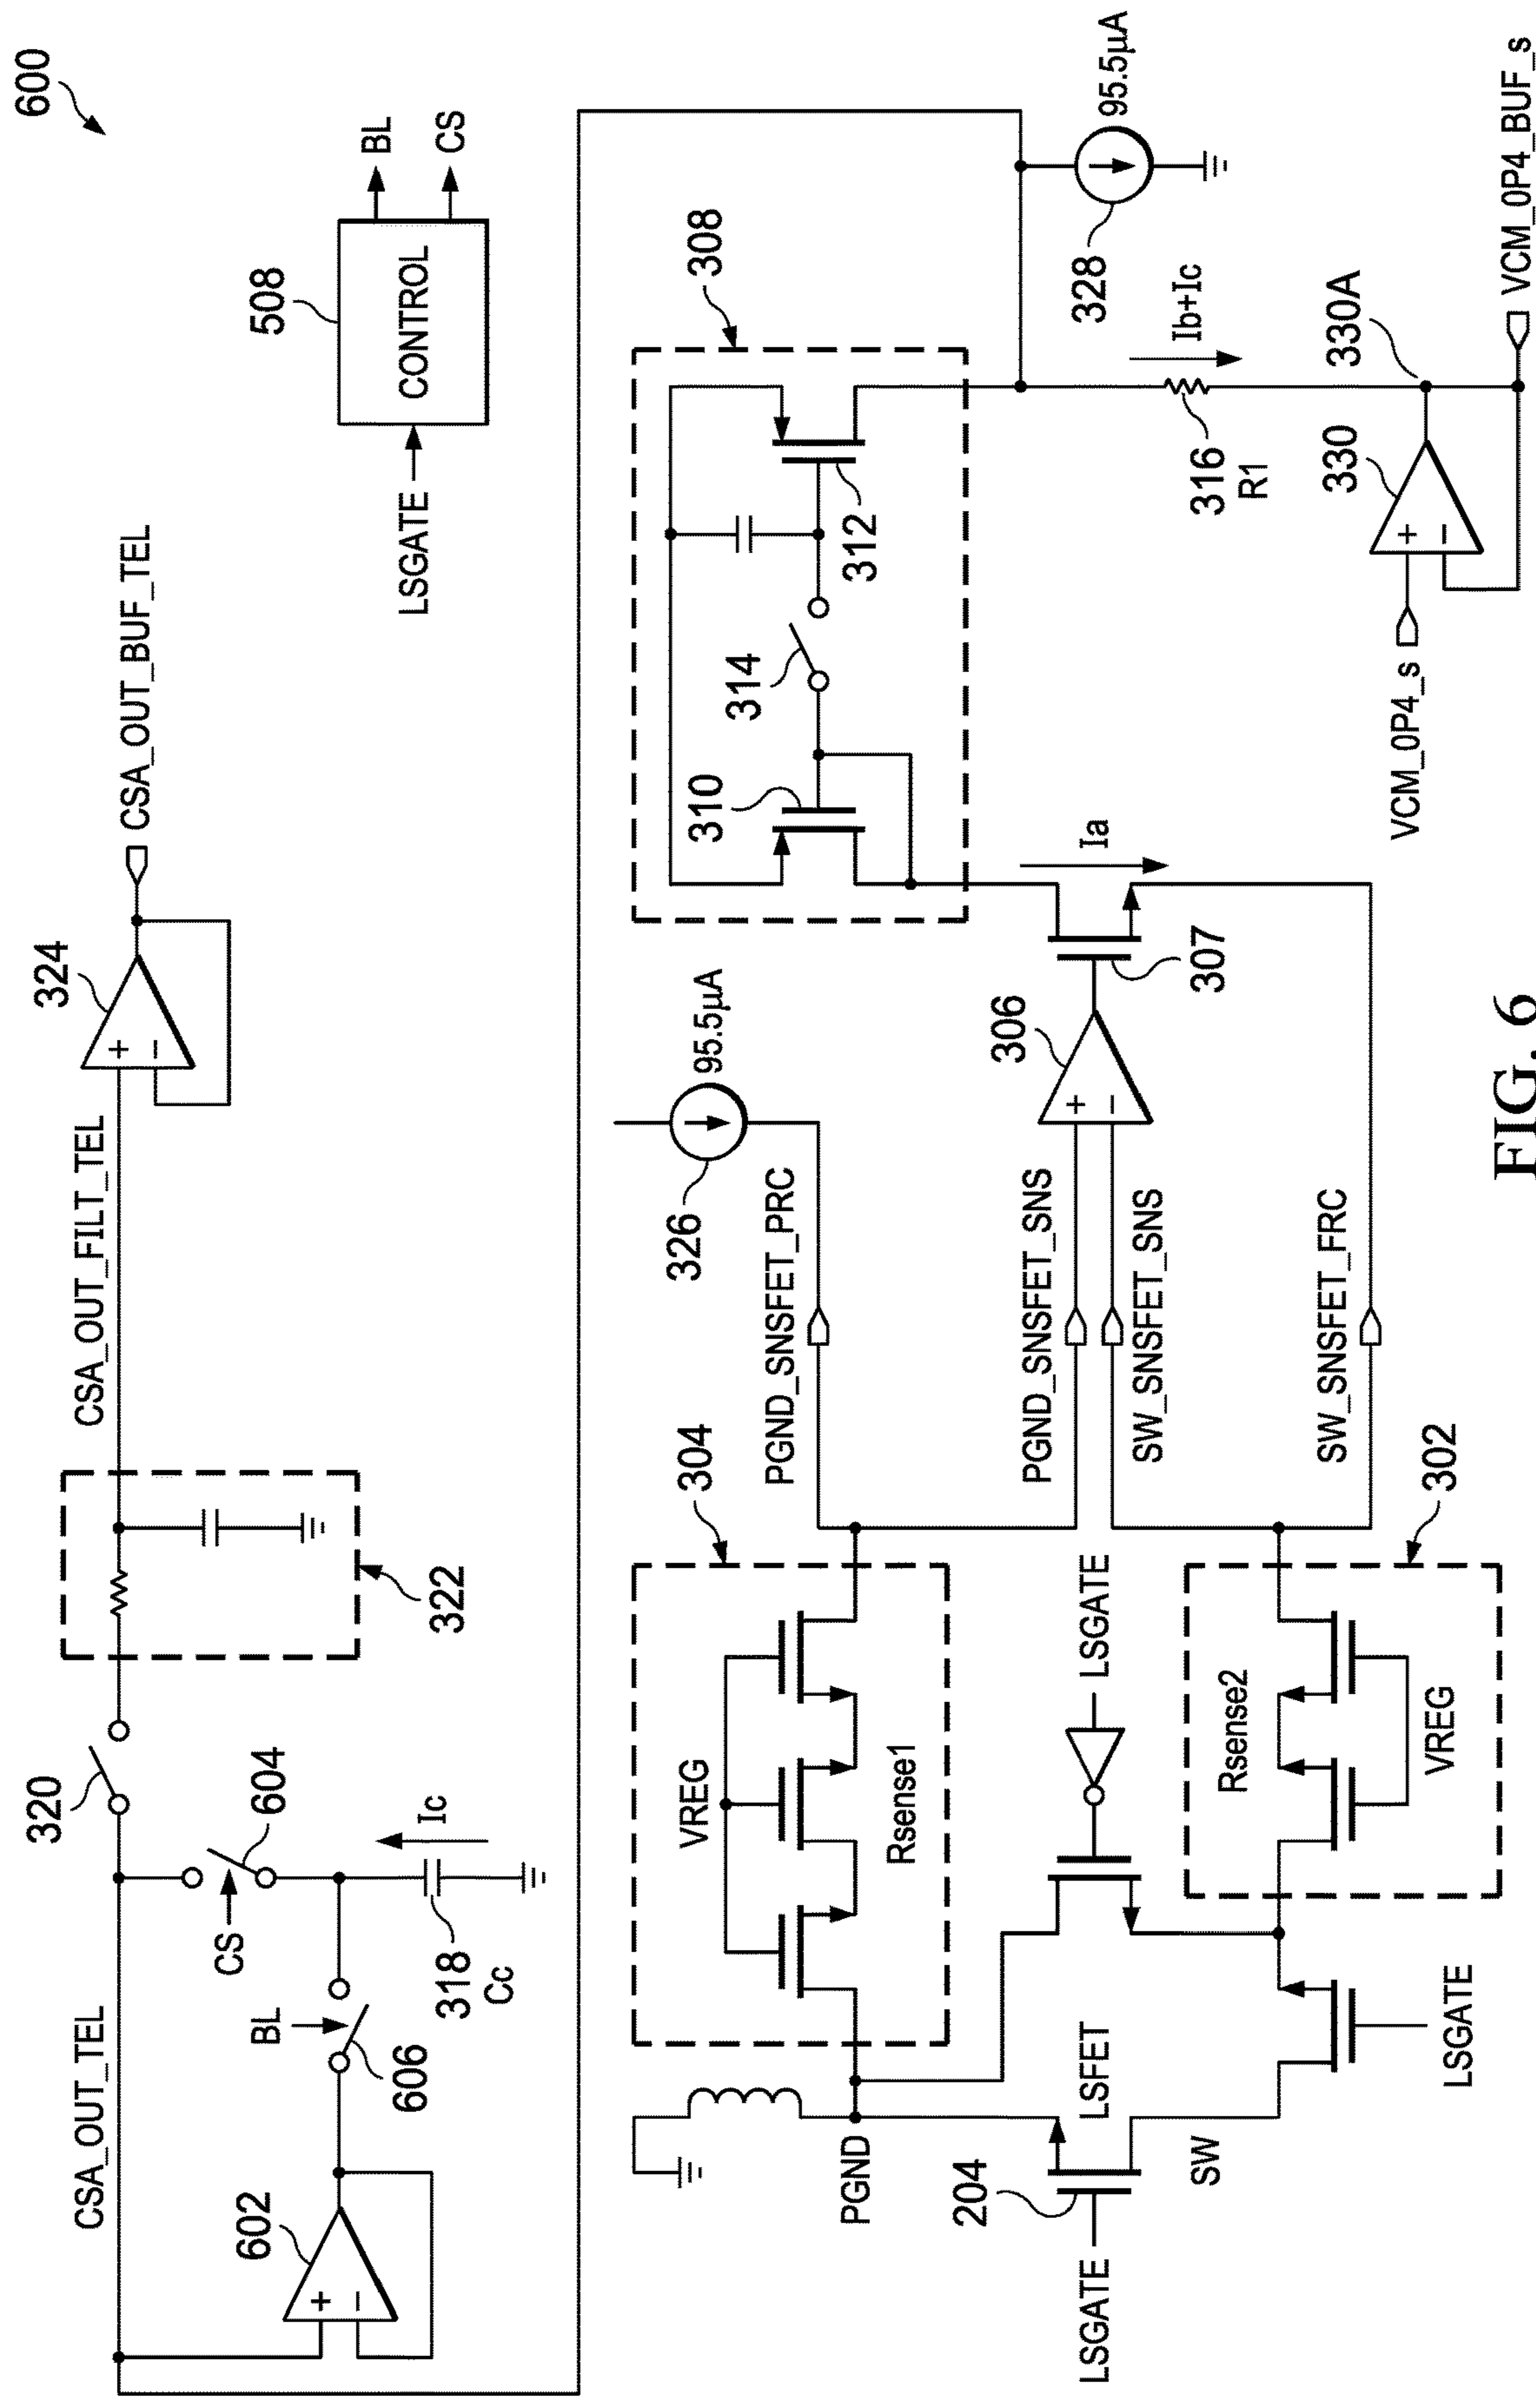 600
324
CSA_OUT_BUF_TEL
BL
CS
508
CONTROL
LSGATE
CSA_OUT_FILT_TEL
322
320
CSA_OUT_TEL
604
CS
Ic
318
Cc
BL
606
602
+
−
+
−
308
310
314
312
95.5µA
328
Ib+Ic
316
R1
330A
330
+
−
VCM_0P4_s
VCM_0P4_BUF_s
95.5µA
326
PGND_SNSFET_PRC
304
VREG
Rsense1
306
+
−
307
Ia
PGND_SNSFET_SNS
SW_SNSFET_SNS
SW_SNSFET_FRC
302
Rsense2
VREG
LSGATE
PGND
LSFET
204
SW
LSGATE
LSGATE
FIG. 6